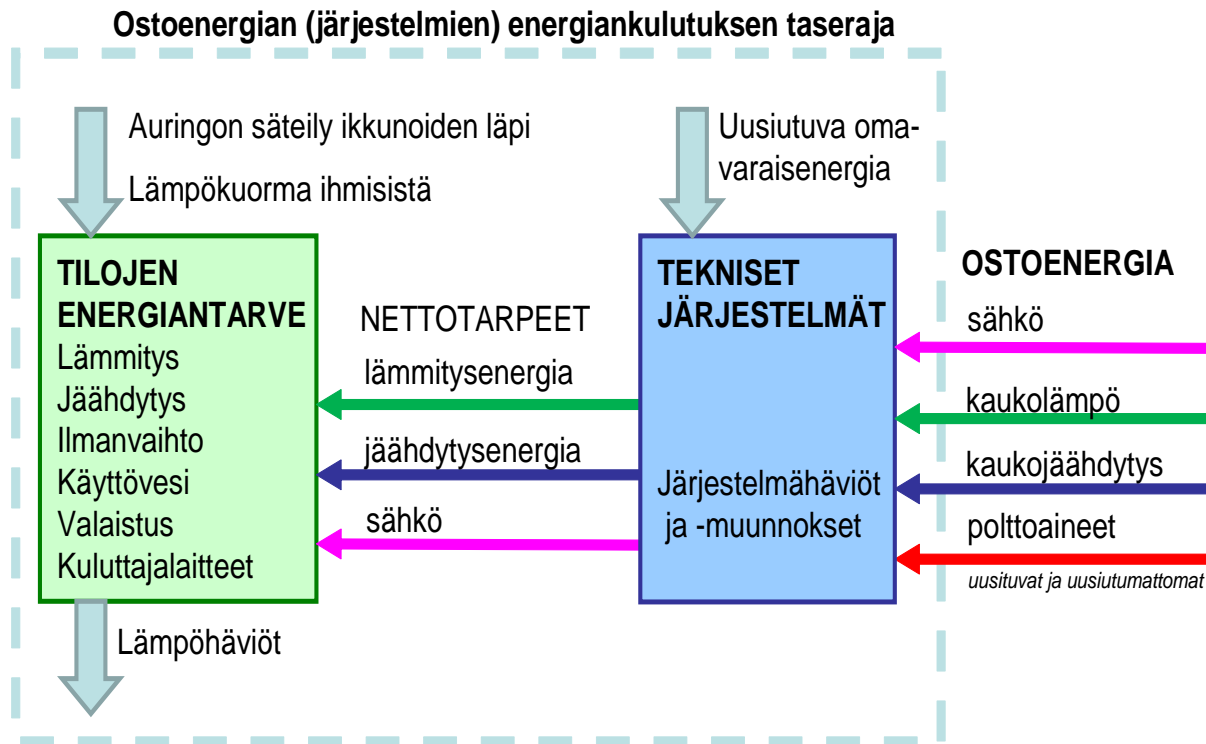 Ostoenergian (järjestelmien) energiankulutuksen taseraja
Auringon säteily ikkunoiden läpi
Lämpökuorma ihmisistä
Uusiutuva oma-
varaisenergia
TILOJEN
ENERGIANTARVE
Lämmitys
Jäähdytys
Ilmanvaihto
Käyttövesi
Valaistus
Kuluttajalaitteet
NETTOTARPEET
lämmitysenergia
jäähdytysenergia
sähkö
TEKNISET
JÄRJESTELMÄT
Järjestelmähäviöt
ja -muunnokset
OSTOENERGIA
sähkö
kaukolämpö
kaukojäähdytys
polttoaineet
uusituvat ja uusiutumattomat
Lämpöhäviöt